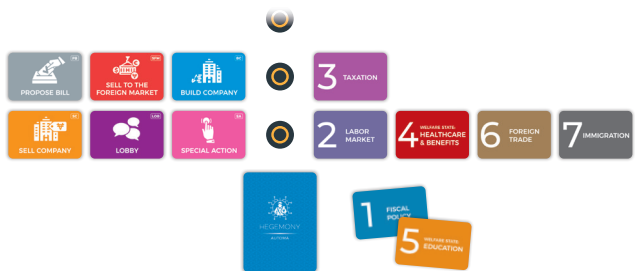 PROPOSE BILL
SELL TO THE
FOREIGN MARKET
BUILD COMPANY
3 TAXATION
SELL COMPANY
LOBBY
SPECIAL ACTION
2 LABOR
MARKET
4 WELFARE STATE:
HEALTHCARE
& BENEFITS
6 FOREIGN
TRADE
7 IMMIGRATION
HEGEMONY
AUTOMA
1 FISCAL
POLICY
5 WELFARE STATE:
EDUCATION